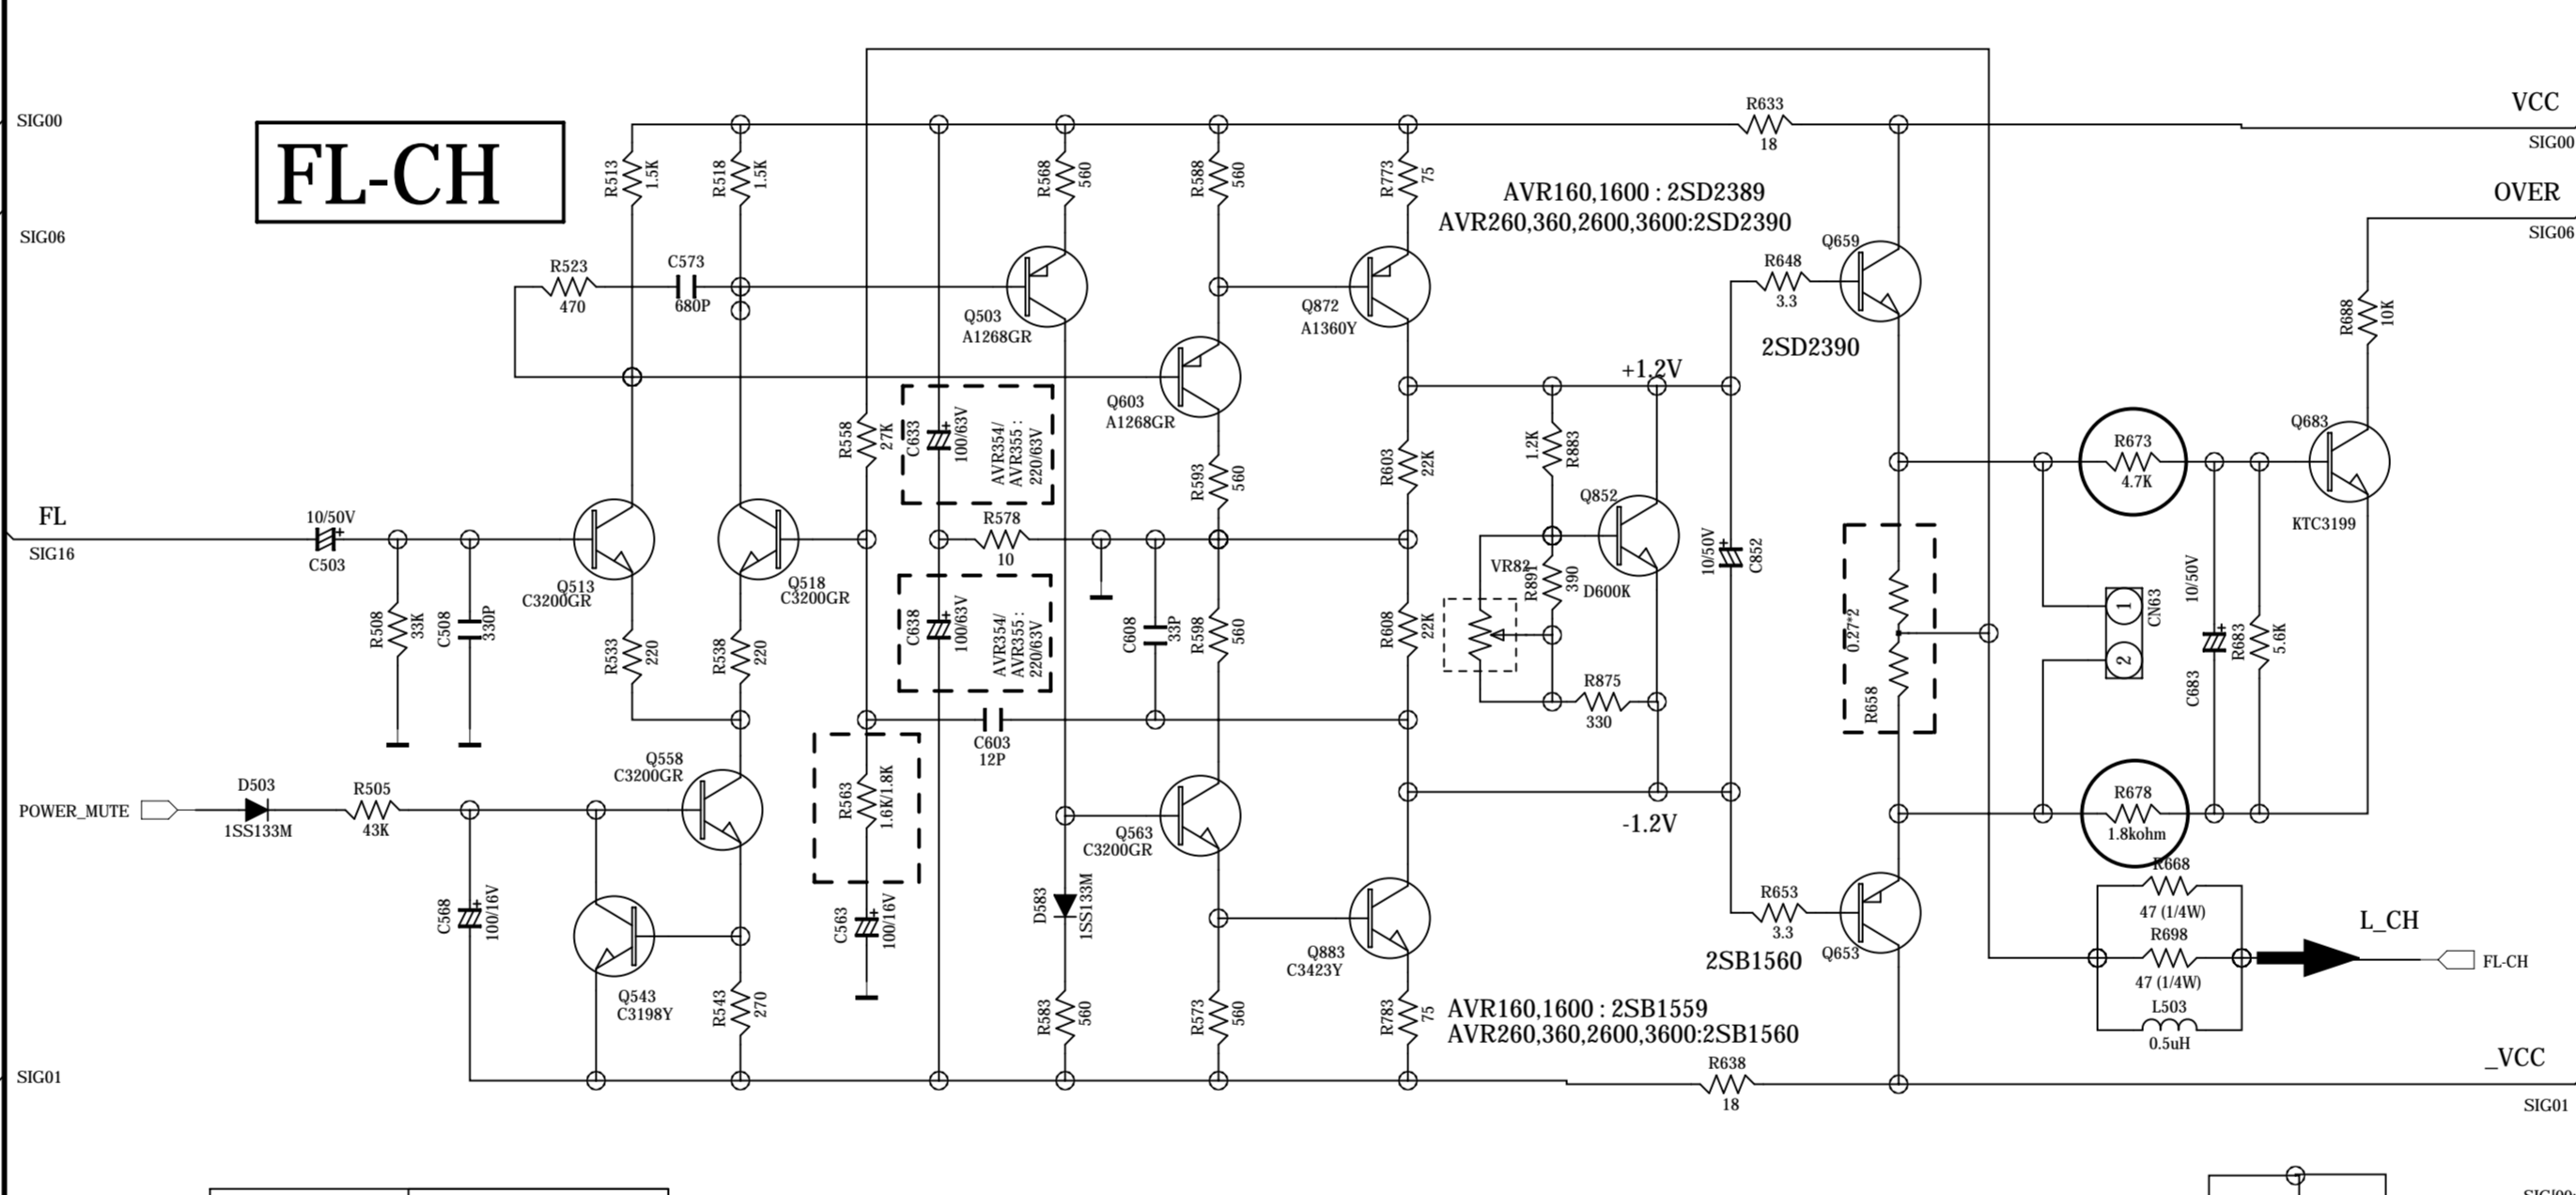 SIG00
SIG06
FL-CH
VCC
SIG00
OVER
SIG06
R633
18
R513
1.5K
R518
1.5K
R568
560
R588
560
R773
75
AVR160,1600 : 2SD2389
AVR260,360,2600,3600:2SD2390
R523
470
C573
680P
Q503
A1268GR
Q872
A1360Y
Q659
R648
3.3
2SD2390
R688
10K
Q603
A1268GR
+1.2V
R558
27K
C633
100/63V
AVR354/
AVR355 :
220/63V
R593
560
R603
22K
1.2K
R883
Q852
D600K
R673
4.7K
Q683
KTC3199
FL
SIG16
10/50V
C503
R508
33K
C508
330P
Q513
C3200GR
Q518
C3200GR
R578
10
C638
100/63V
AVR354/
AVR355 :
220/63V
C608
33P
R598
560
R608
22K
VR82
R891
390
R875
330
10/50V
C852
0.27*2
R658
1
2
CN63
10/50V
C683
R683
5.6K
R533
220
R538
220
C603
12P
-1.2V
R678
1.8kohm
POWER_MUTE
D503
1SS133M
R505
43K
Q558
C3200GR
R563
1.6K/1.8K
Q563
C3200GR
C568
100/16V
C563
100/16V
D583
1SS133M
Q883
C3423Y
R653
3.3
2SB1560
Q653
R668
47 (1/4W)
R698
47 (1/4W)
L503
0.5uH
L_CH
FL-CH
Q543
C3198Y
R543
270
R583
560
R573
560
R783
75
AVR160,1600 : 2SB1559
AVR260,360,2600,3600:2SB1560
R638
18
SIG01
_VCC
SIG01